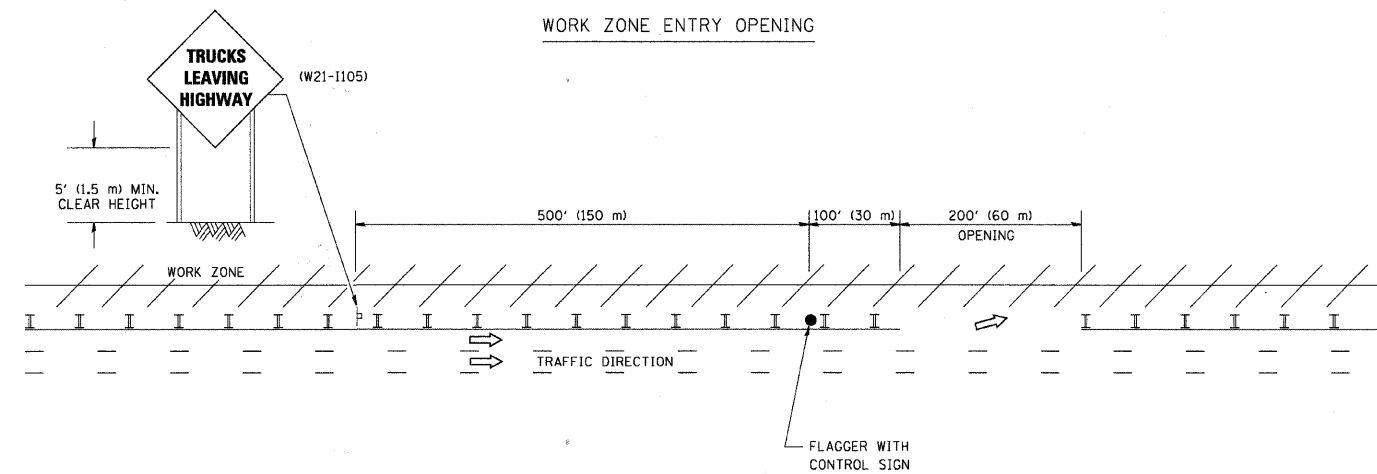 WORK ZONE ENTRY OPENING
TRUCKS
LEAVING
HIGHWAY
(W21-I105)
5' (1.5 m) MIN.
CLEAR HEIGHT
500' (150 m)
100' (30 m)
200' (60 m)
OPENING
WORK ZONE
TRAFFIC DIRECTION
FLAGGER WITH
CONTROL SIGN